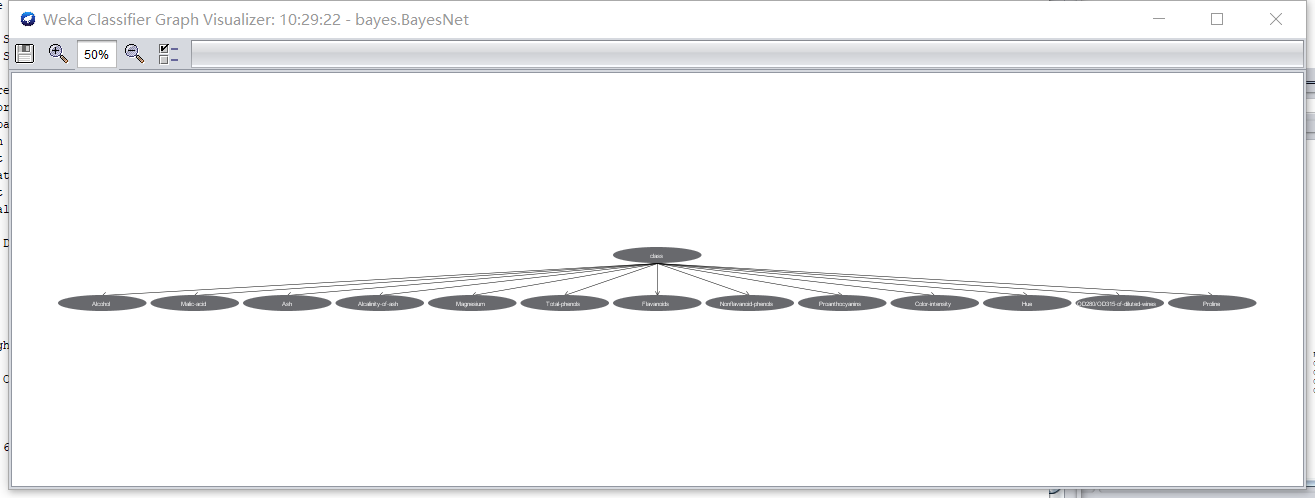 Weka Classifier Graph Visualizer: 10:29:22 - bayes.BayesNet
50%
class
Alcohol Malic-acid Ash Alcalinity-of-ash Magnesium Total-phenols Flavanoids Nonflavanoid-phenols Proanthocyanins Color-intensity Hue OD280/OD315-of-diluted-wines Proline